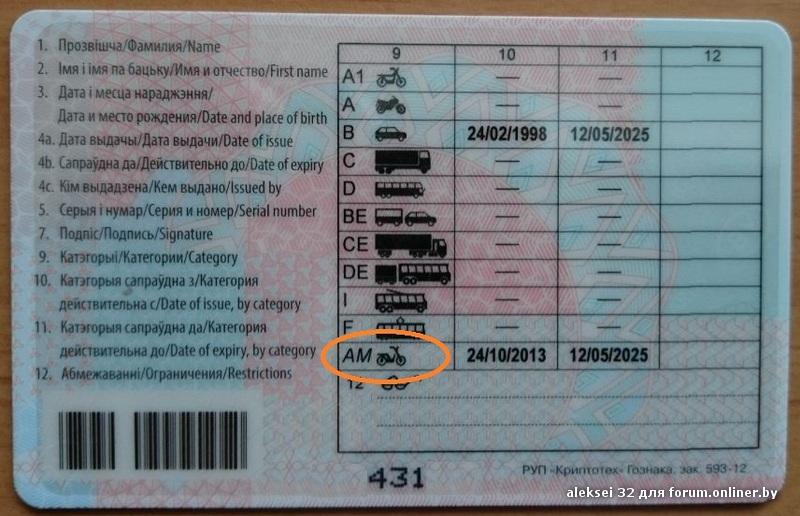 1. Прозвішча/Фамилия/Name
2. Імя і імя па бацьку/Имя и отчество/First name
3. Дата і месца нараджэння/
Дата и место рождения/Date and place of birth
4a. Дата выдачы/Дата выдачи/Date of issue
4b. Сапраўдна да/Действительно до/Date of expiry
4c. Кім выдадзена/Кем выдано/Issued by
5. Серыя і нумар/Серия и номер/Serial number
7. Подпіс/Подпись/Signature
9. Катэгорыі/Категории/Category
10. Катэгорыя сапраўдна з/Категория
действительна с/Date of issue, by category
11. Катэгорыя сапраўдна да/Категория
действительна до/Date of expiry, by category
12. Абмежаванні/Ограничения/Restrictions
9 10 11 12
A1 — —
A — —
B 24/02/1998 12/05/2025
C — —
D — —
BE — —
CE — —
DE — —
I — —
F — —
AM 24/10/2013 12/05/2025
12
431
РУП «Криптотех» Гознака. зак. 593-12
aleksei 32 для forum.onliner.by